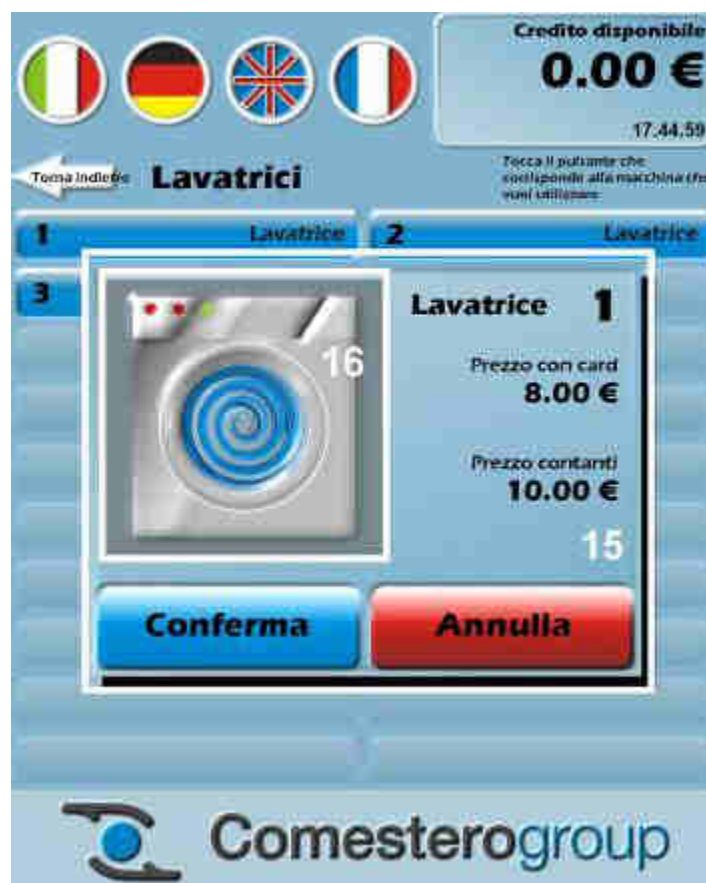 Credito disponibile
0.00 €
17.44.59
Torna indietro
Lavatrici
Tocca il pulsante che
corrisponde alla macchina che
vuoi utilizzare
1 Lavatrice
2 Lavatrice
3
Lavatrice 1
16
Prezzo con card
8.00 €
Prezzo contanti
10.00 €
15
Conferma
Annulla
Comesterogroup